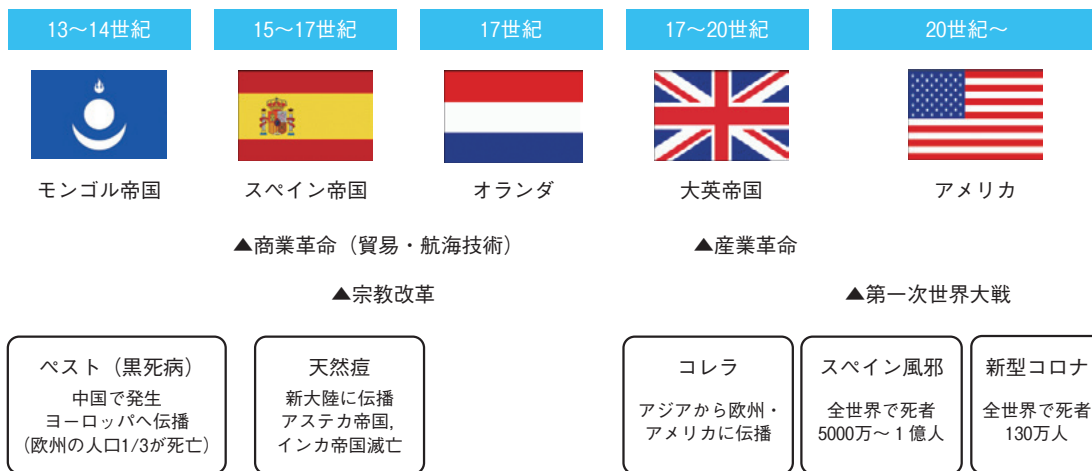 13〜14世紀
15〜17世紀
17世紀
17〜20世紀
20世紀〜
モンゴル帝国
スペイン帝国
オランダ
大英帝国
アメリカ
▲商業革命（貿易・航海技術）
▲産業革命
▲宗教改革
▲第一次世界大戦
ペスト（黒死病）
中国で発生
ヨーロッパへ伝播
(欧州の人口1/3が死亡)
天然痘
新大陸に伝播
アステカ帝国,
インカ帝国滅亡
コレラ
アジアから欧州・
アメリカに伝播
スペイン風邪
全世界で死者
5000万〜１億人
新型コロナ
全世界で死者
130万人